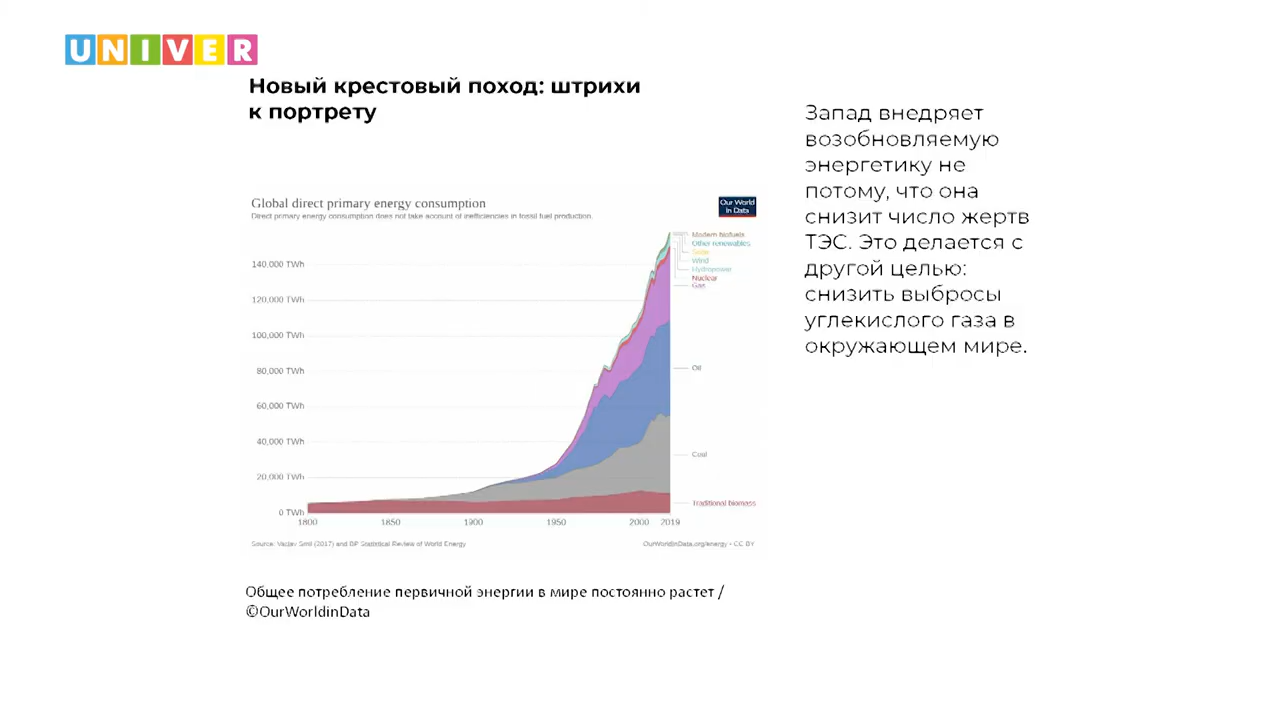 UNIVER
Новый крестовый поход: штрихи
к портрету
Запад внедряет
возобновляемую
энергетику не
потому, что она
снизит число жертв
ТЭС. Это делается с
другой целью:
снизить выбросы
углекислого газа в
окружающем мире.
Global direct primary energy consumption
Direct primary energy consumption does not take account of inefficiencies in fossil fuel production.
Our World
in Data
Modern biofuels
Other renewables
Solar
Wind
Hydropower
Nuclear
Gas
Oil
Coal
Traditional biomass
140,000 TWh
120,000 TWh
100,000 TWh
80,000 TWh
60,000 TWh
40,000 TWh
20,000 TWh
0 TWh
1800 1850 1900 1950 2000 2019
Source: Vaclav Smil (2017) and BP Statistical Review of World Energy
OurWorldInData.org/energy • CC BY
Общее потребление первичной энергии в мире постоянно растет /
©OurWorldinData